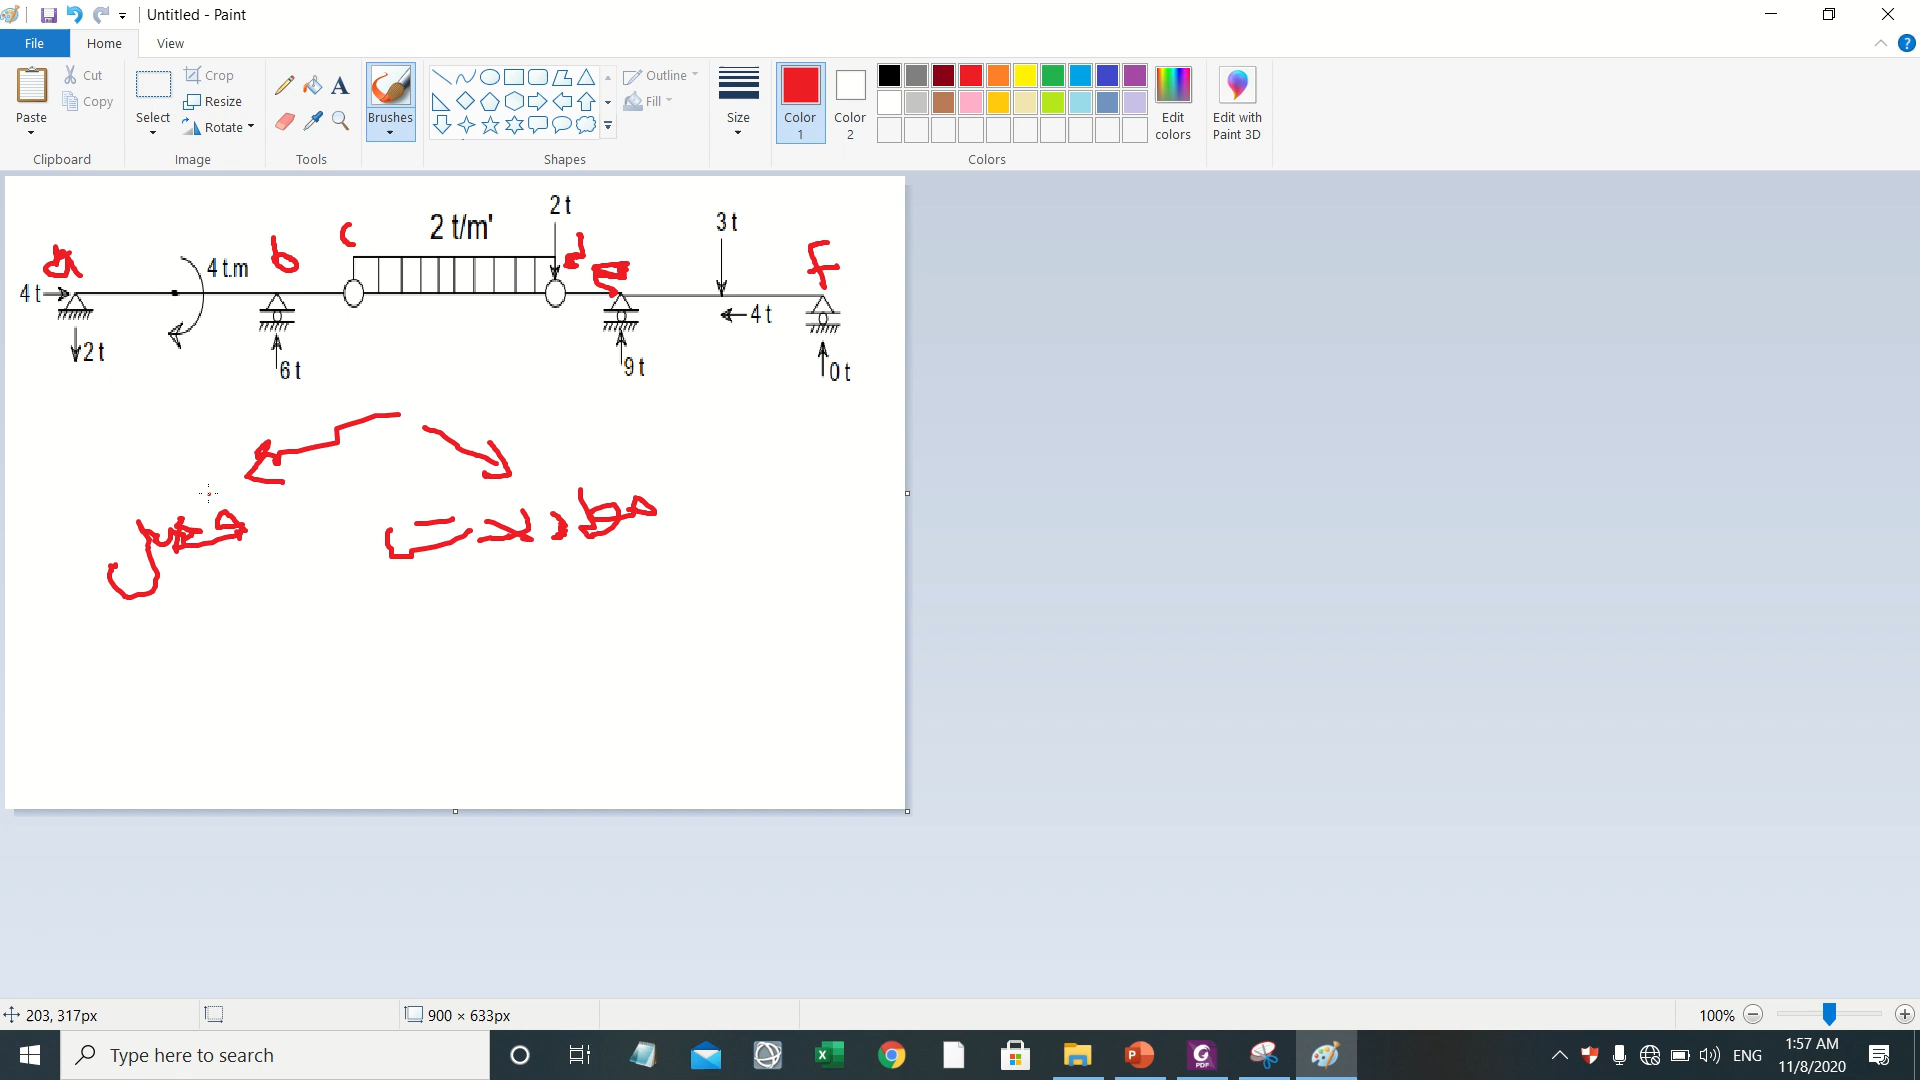 Untitled - Paint
File Home View
Paste
Cut
Copy
Clipboard
Select
Crop
Resize
Rotate
Image
Tools
Brushes
Shapes
Outline
Fill
Size
Color 1
Color 2
Colors
Edit colors
Edit with Paint 3D
2 t
2 t/m'
3 t
c
d
a
b
f
4 t.m
4 t
4 t
2 t
6 t
9 t
0 t
203, 317px
900 × 633px
100%
Type here to search
ENG
1:57 AM
11/8/2020